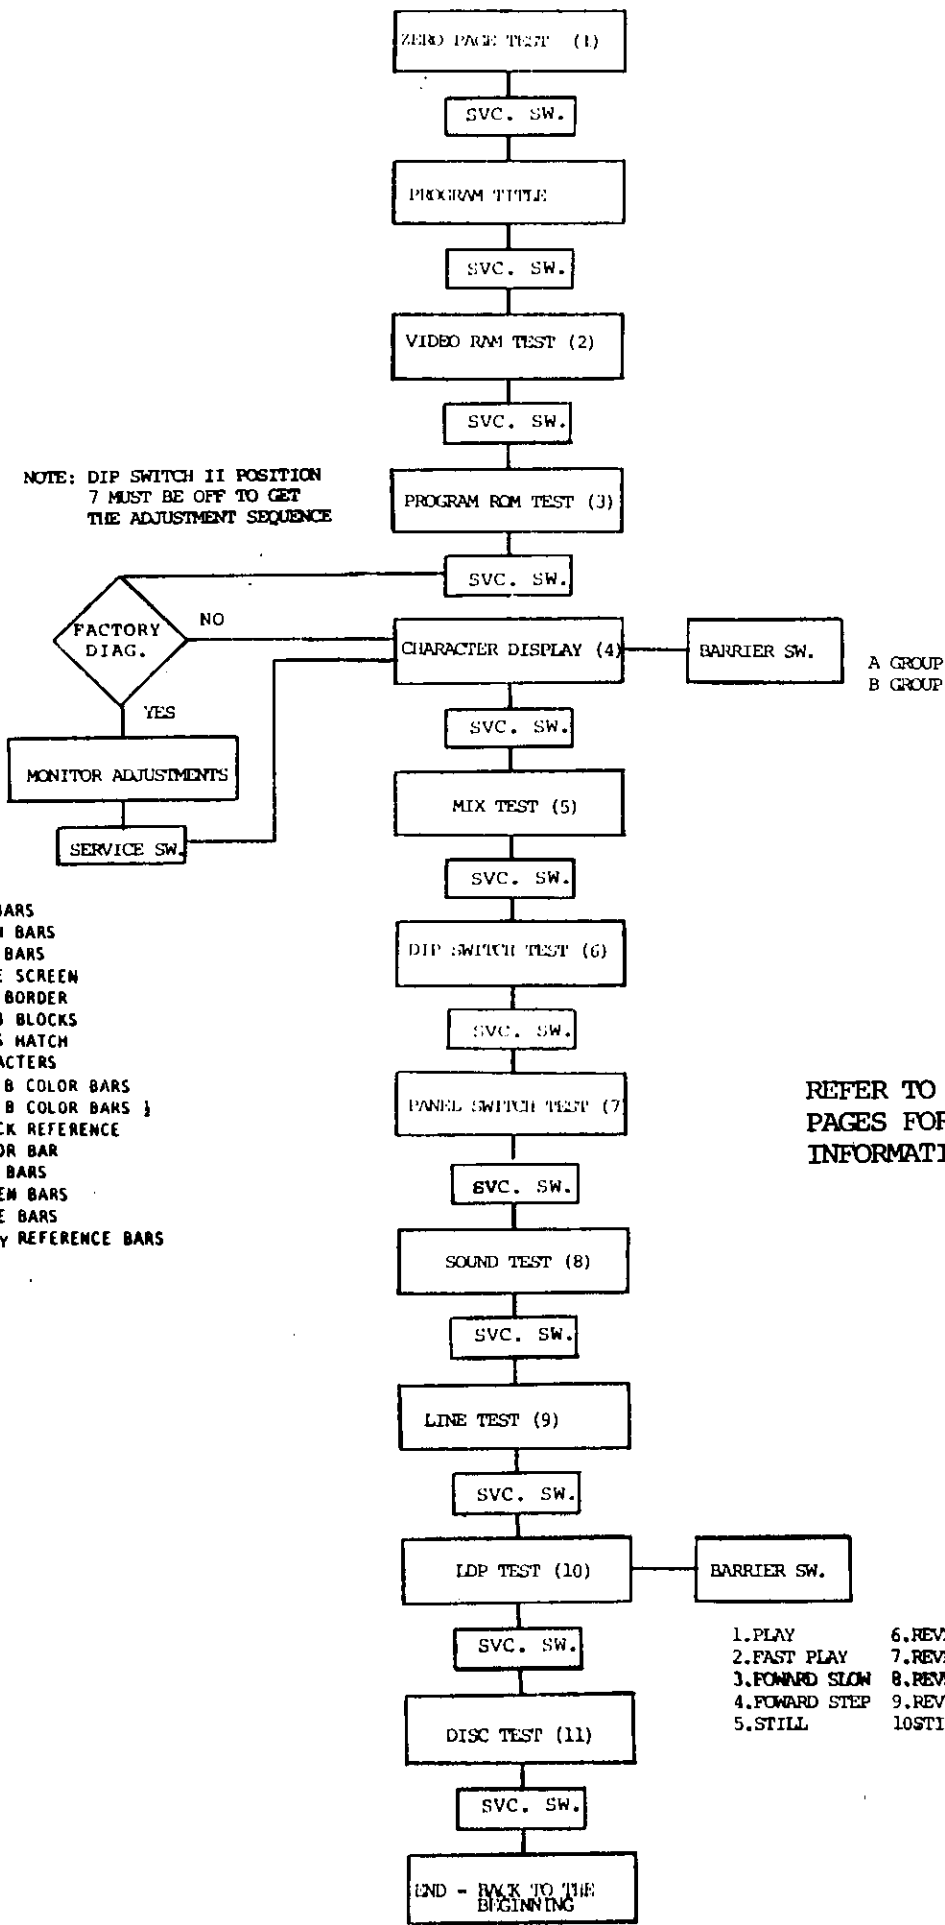 ZERO PAGE TEST (1)
SVC. SW.
PROGRAM TITLE
SVC. SW.
VIDEO RAM TEST (2)
SVC. SW.
NOTE: DIP SWITCH II POSITION
7 MUST BE OFF TO GET
THE ADJUSTMENT SEQUENCE
PROGRAM ROM TEST (3)
SVC. SW.
FACTORY
DIAG.
NO
YES
CHARACTER DISPLAY (4)
BARRIER SW.
A GROUP
B GROUP
SVC. SW.
MONITOR ADJUSTMENTS
SERVICE SW.
MIX TEST (5)
SVC. SW.
BARS
BARS
BARS
SCREEN
BORDER
BLOCKS
HATCH
B COLOR BARS
B COLOR BARS
REFERENCE
BAR
BARS
BARS
BARS
REFERENCE BARS
DIP SWITCH TEST (6)
SVC. SW.
PANEL SWITCH TEST (7
REFER TO
PAGES FOR
SVC. SW.
SOUND TEST (8)
SVC. SW.
LINE TEST (9)
SVC. SW.
LDP TEST (10)
BARRIER SW.
1.PLAY
2.FAST PLAY
3.FOWARD SLOW
4.FOWARD STEP
5.STILL
SVC. SW.
DISC TEST (11)
SVC. SW.
END - BACK TO THE
BEGINNING